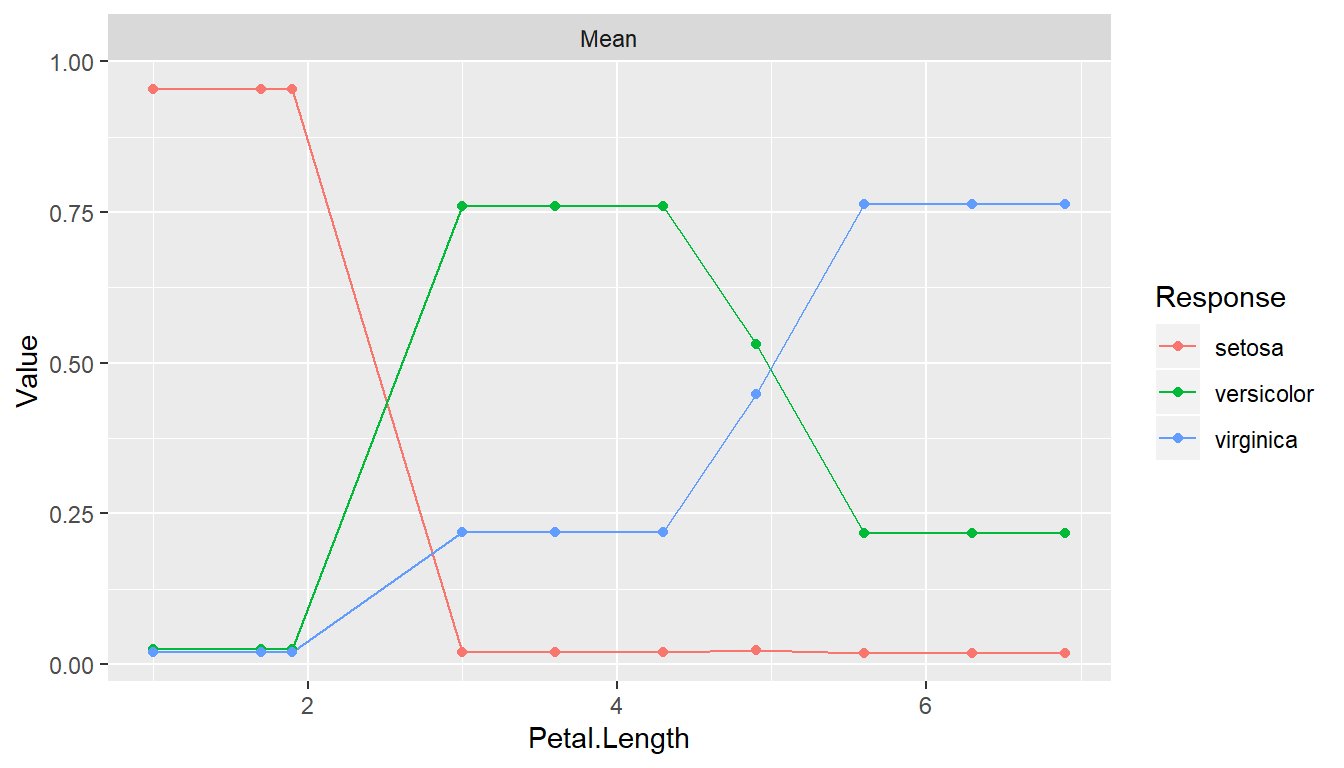 Mean
1.00
0.75
0.50
0.25
0.00
Value
2 4 6
Petal.Length
Response
setosa
versicolor
virginica